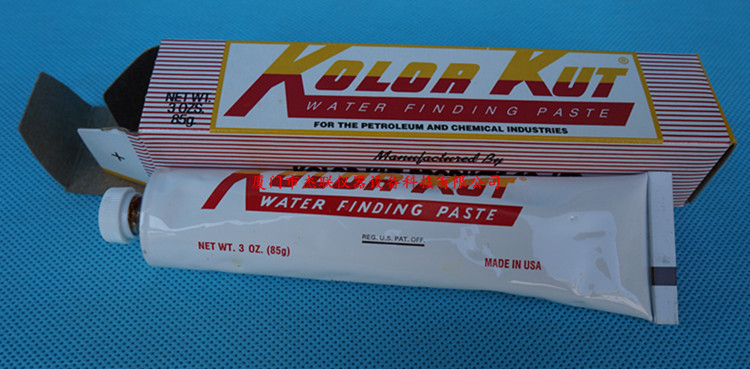 KOLOR KUT®
WATER FINDING PASTE
FOR THE PETROLEUM AND CHEMICAL INDUSTRIES
NET WT.
3 OZS.
85g
Manufactured By
KOLOR KUT
WATER FINDING PASTE
NET WT. 3 OZ. (85g)
REG. U.S. PAT. OFF.
MADE IN USA